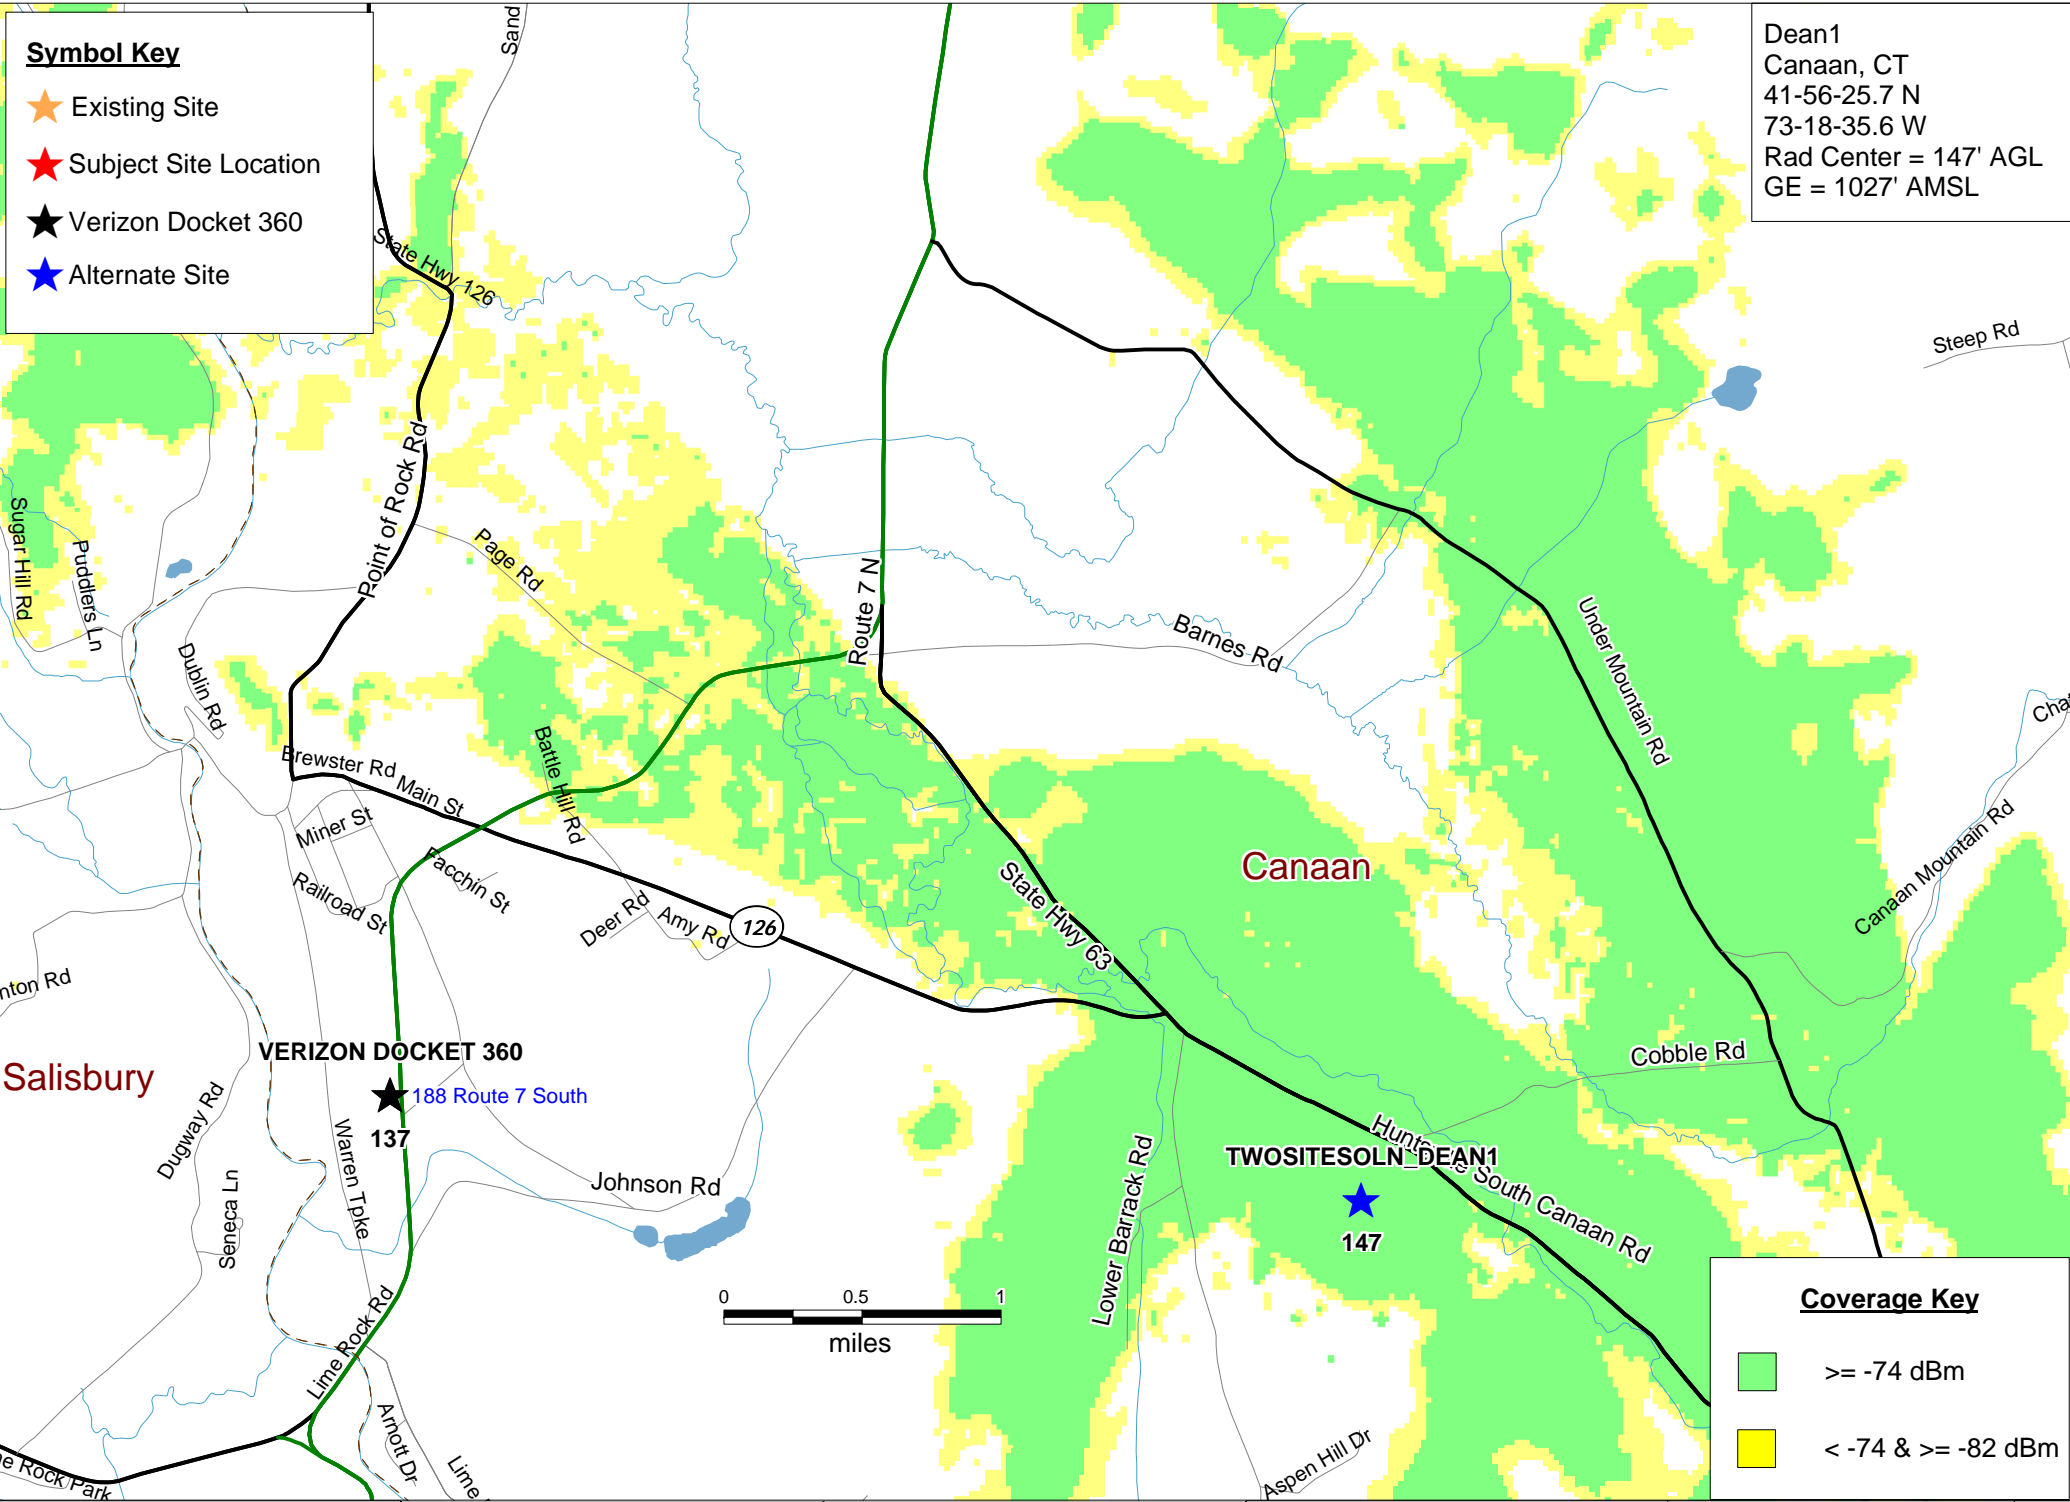 Symbol Key
Existing Site
Subject Site Location
Verizon Docket 360
Alternate Site
Dean1
Canaan, CT
41-56-25.7 N
73-18-35.6 W
Rad Center = 147' AGL
GE = 1027' AMSL
Sand
State Hwy 126
Steep Rd
Point of Rock Rd
Sugar Hill Rd
Puddlers Ln
Page Rd
Route 7 N
Barnes Rd
Under Mountain Rd
Dublin Rd
Brewster Rd
Main St
Battle Hill Rd
Miner St
Facchin St
Railroad St
Deer Rd
Amy Rd
126
State Hwy 63
Canaan
Canaan Mountain Rd
Cha
nton Rd
Salisbury
VERIZON DOCKET 360
188 Route 7 South
137
Cobble Rd
Dugway Rd
Seneca Ln
Warren Tpke
Johnson Rd
Lower Barrack Rd
TWOSITESOLN_DEAN1
South Canaan Rd
147
0 0.5 1
miles
Lime Rock Rd
Arnott Dr
Lime
e Rock Park
Aspen Hill Dr
Coverage Key
>= -74 dBm
< -74 & >= -82 dBm